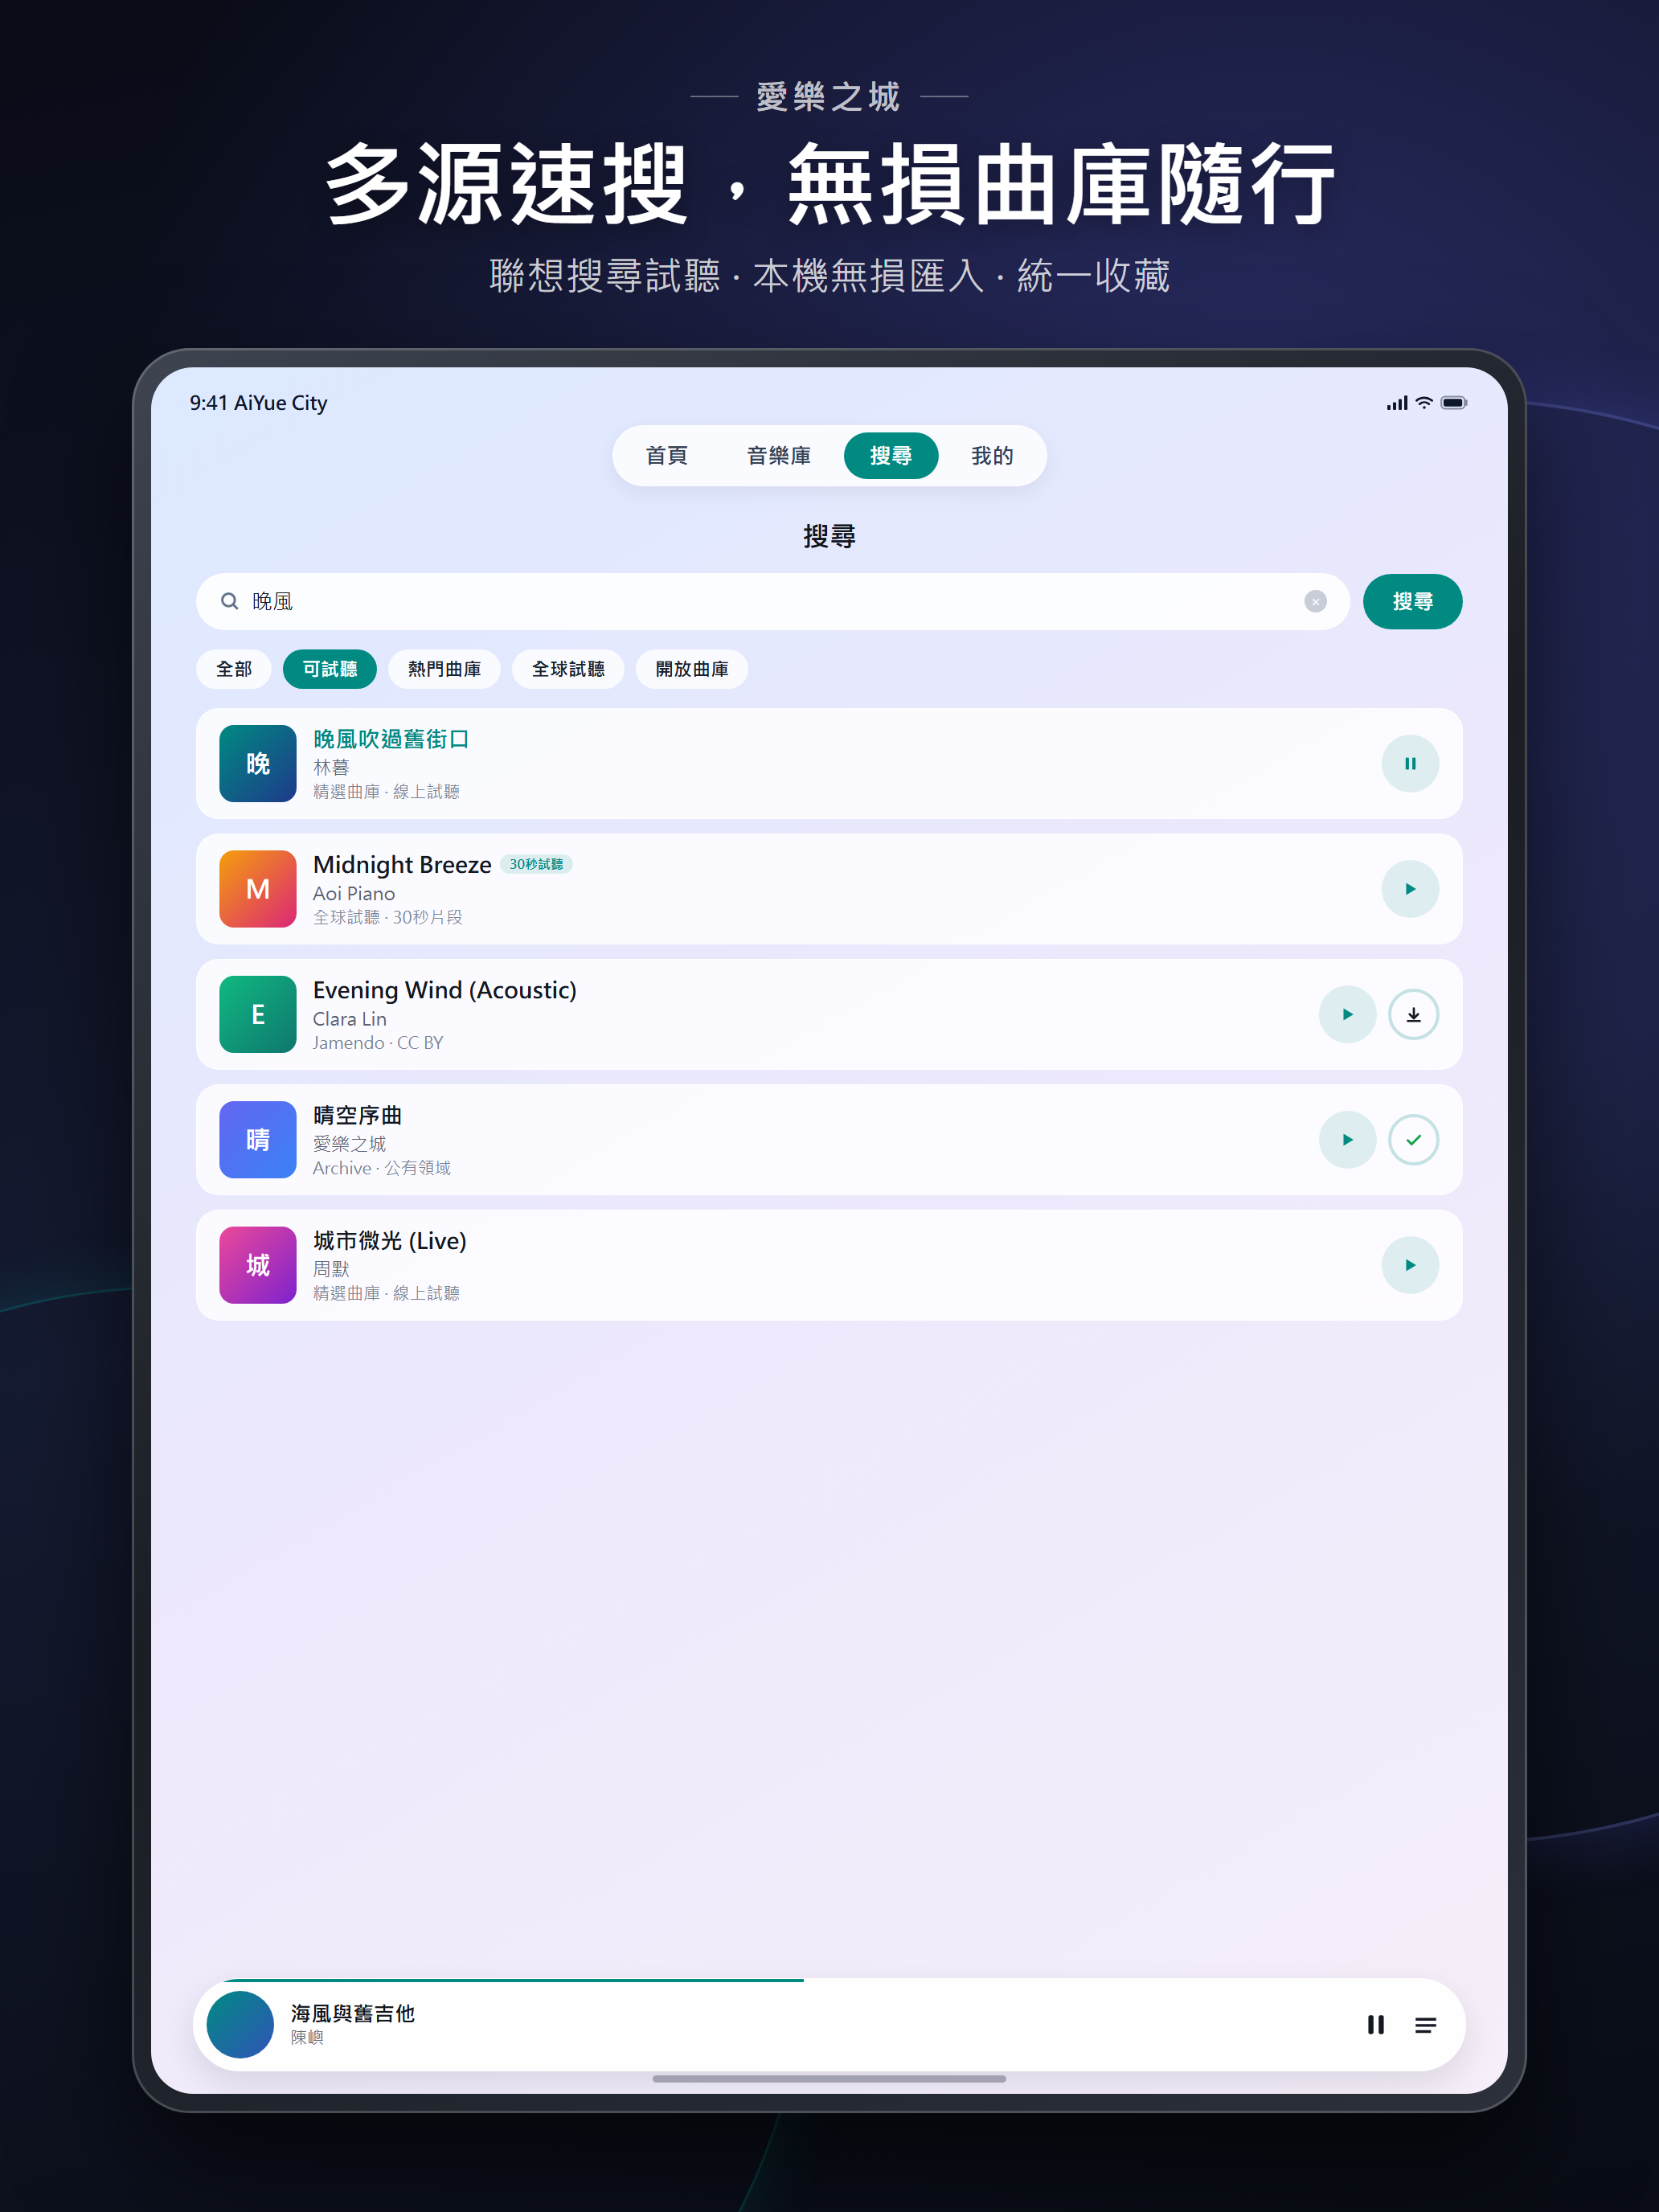 愛樂之城
多源速搜，無損曲庫隨行
聯想搜尋試聽 · 本機無損匯入 · 統一收藏
9:41 AiYue City
首頁 音樂庫 搜尋 我的
搜尋
晚風 搜尋
全部 可試聽 熱門曲庫 全球試聽 開放曲庫
晚
晚風吹過舊街口
林暮
精選曲庫 · 線上試聽
M
Midnight Breeze 30秒試聽
Aoi Piano
全球試聽 · 30秒片段
E
Evening Wind (Acoustic)
Clara Lin
Jamendo · CC BY
晴
晴空序曲
愛樂之城
Archive · 公有領域
城
城市微光 (Live)
周默
精選曲庫 · 線上試聽
海風與舊吉他
陳嶼